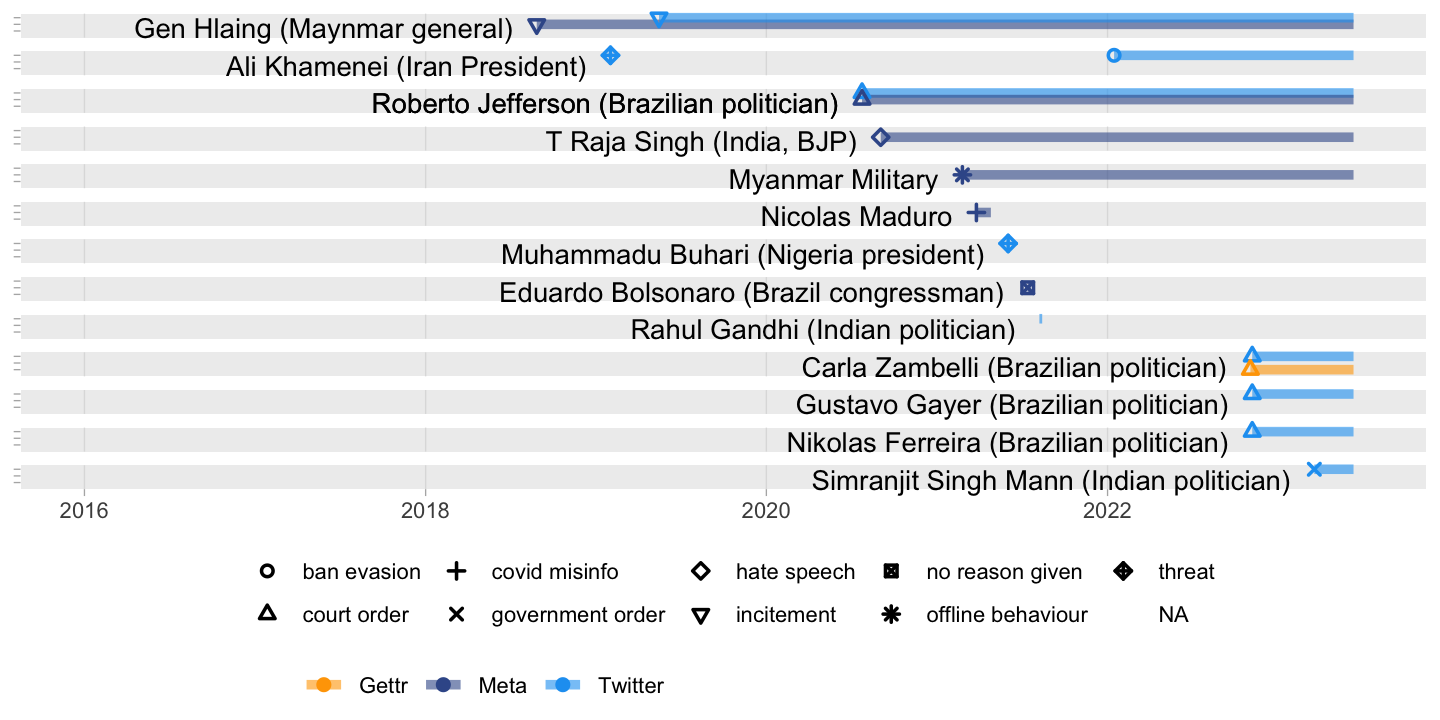 Gen Hlaing (Maynmar general)
Ali Khamenei (Iran President)
Roberto Jefferson (Brazilian politician)
T Raja Singh (India, BJP)
Myanmar Military
Nicolas Maduro
Muhammadu Buhari (Nigeria president)
Eduardo Bolsonaro (Brazil congressman)
Rahul Gandhi (Indian politician)
Carla Zambelli (Brazilian politician)
Gustavo Gayer (Brazilian politician)
Nikolas Ferreira (Brazilian politician)
Simranjit Singh Mann (Indian politician)
2016 2018 2020 2022
ban evasion covid misinfo hate speech no reason given threat
court order government order incitement offline behaviour NA
Gettr Meta Twitter